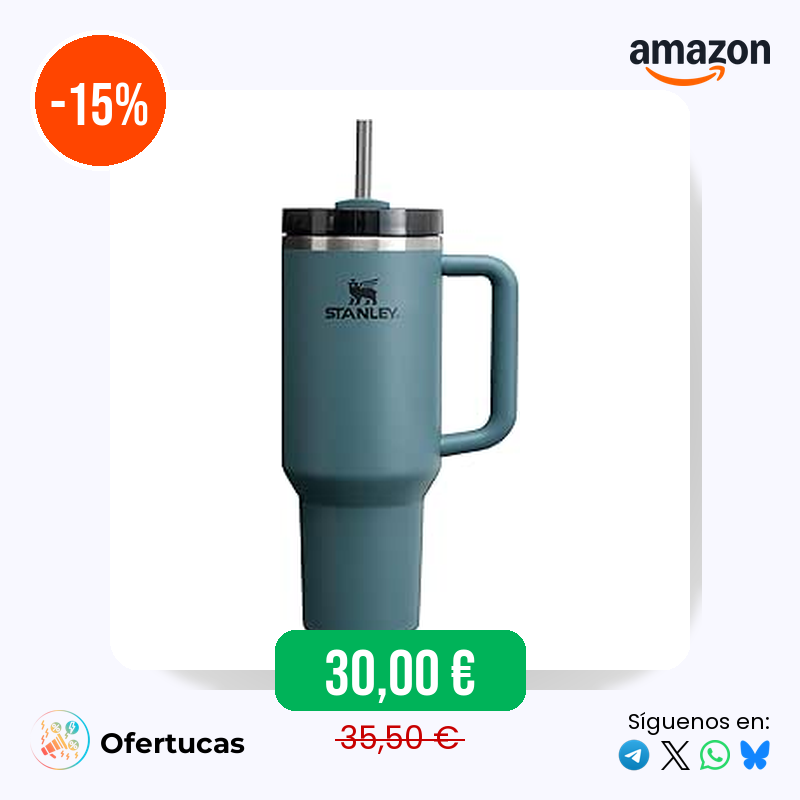 -15%
amazon
STANLEY
30,00 €
35,50 €
Ofertucas
Síguenos en: